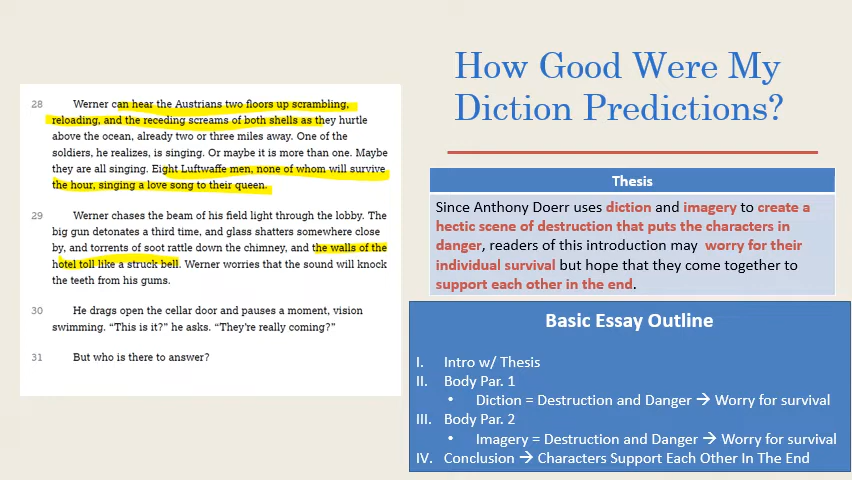 How Good Were My
Diction Predictions?
28 Werner can hear the Austrians two floors up scrambling,
reloading, and the receding screams of both shells as they hurtle
above the ocean, already two or three miles away. One of the
soldiers, he realizes, is singing. Or maybe it is more than one. Maybe
they are all singing. Eight Luftwaffe men, none of whom will survive
the hour, singing a love song to their queen.
29 Werner chases the beam of his field light through the lobby. The
big gun detonates a third time, and glass shatters somewhere close
by, and torrents of soot rattle down the chimney, and the walls of the
hotel toll like a struck bell. Werner worries that the sound will knock
the teeth from his gums.
30 He drags open the cellar door and pauses a moment, vision
swimming. “This is it?” he asks. “They're really coming?”
31 But who is there to answer?
Thesis
Since Anthony Doerr uses diction and imagery to create a
hectic scene of destruction that puts the characters in
danger, readers of this introduction may worry for their
individual survival but hope that they come together to
support each other in the end.
Basic Essay Outline
I. Intro w/ Thesis
II. Body Par. 1
• Diction = Destruction and Danger → Worry for survival
III. Body Par. 2
• Imagery = Destruction and Danger → Worry for survival
IV. Conclusion → Characters Support Each Other In The End